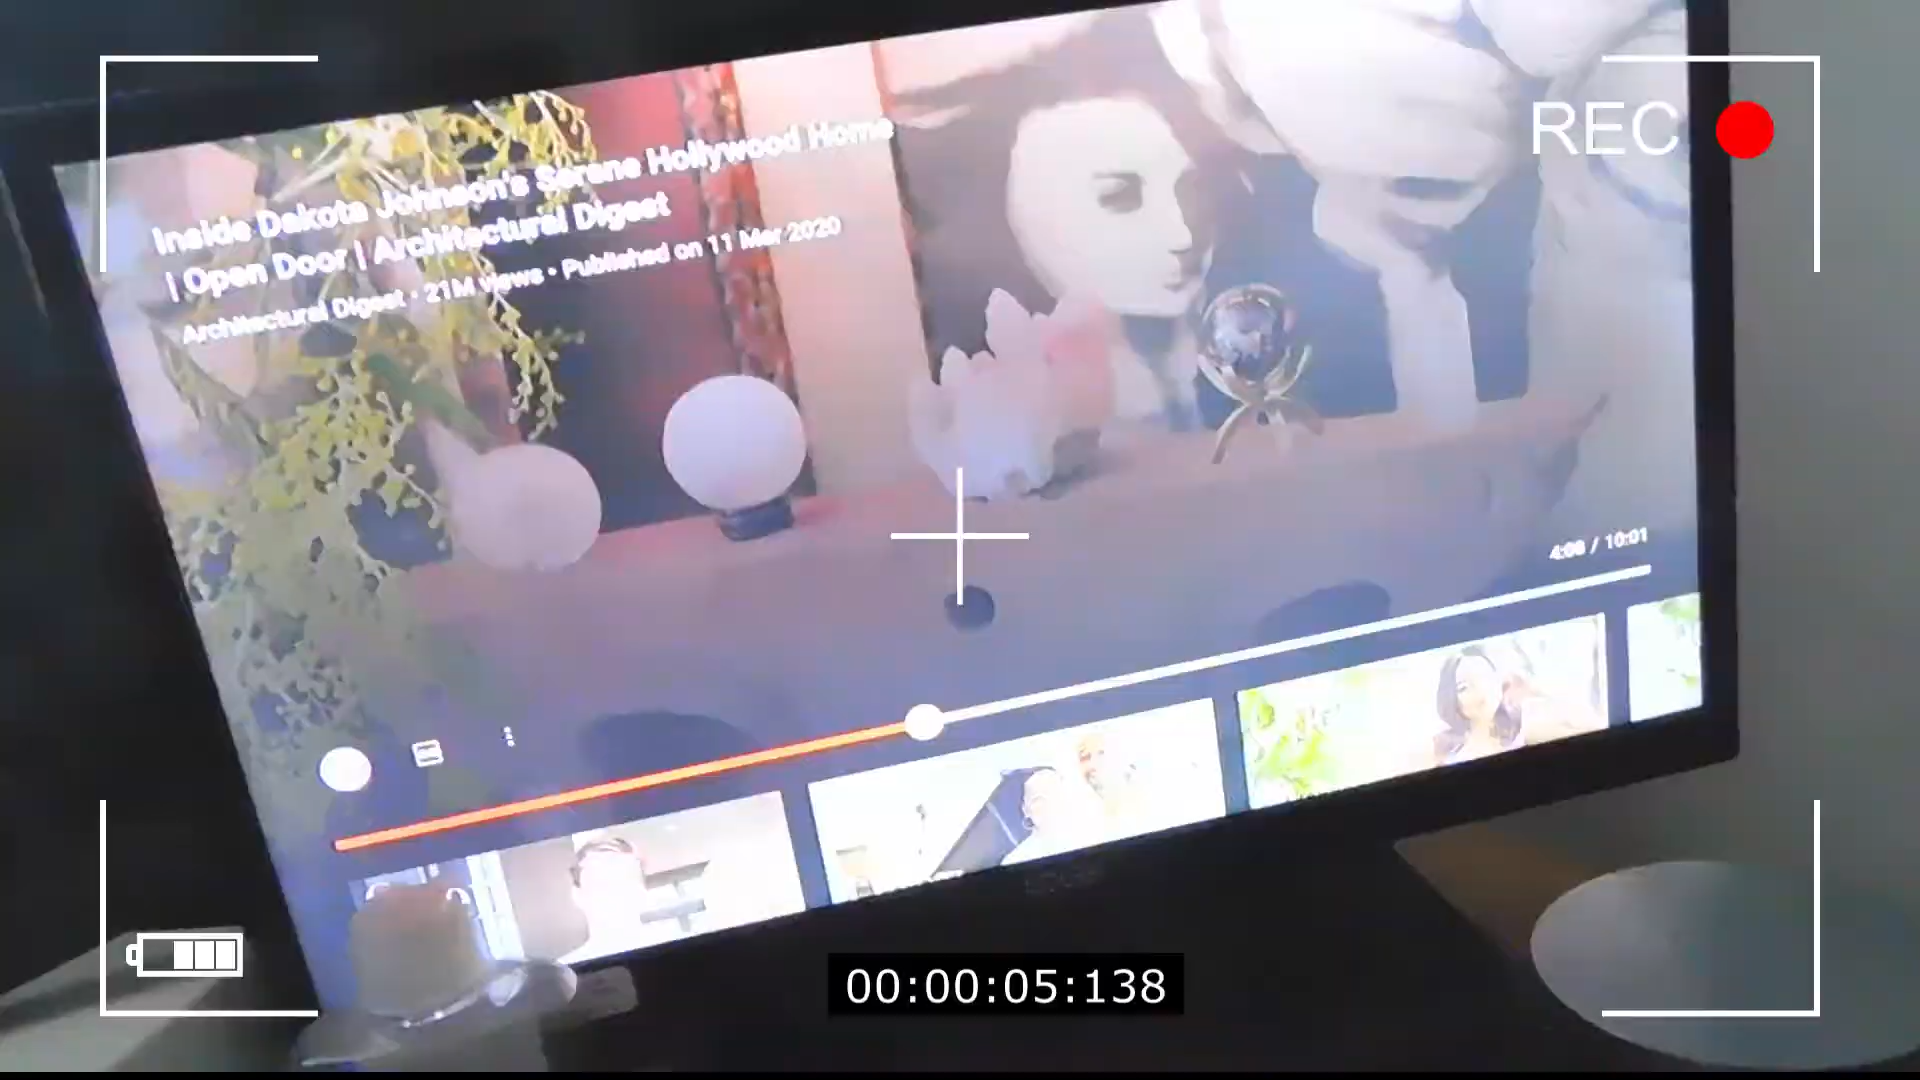 REC
Inside Dakota Johnson's Serene Hollywood Home
| Open Door | Architectural Digest
Architectural Digest · 21M views · Published on 11 Mar 2020
4:08 / 10:01
00:00:05:138